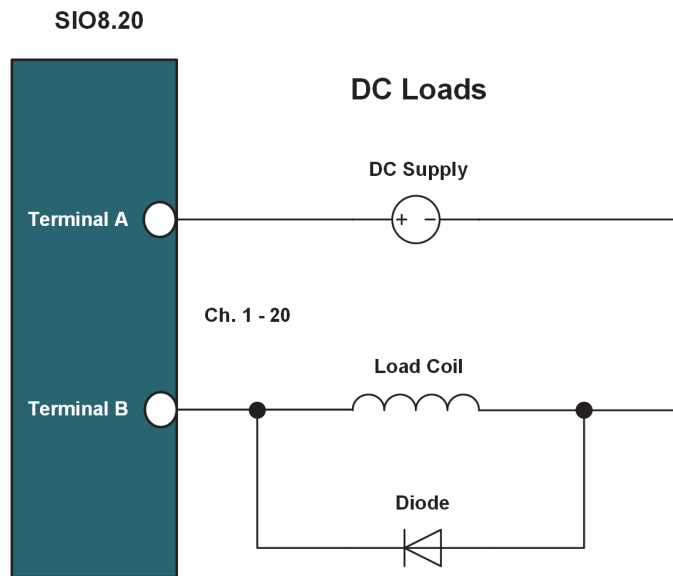 SIO8.20
DC Loads
DC Supply
Terminal A
+ −
Ch. 1 - 20
Load Coil
Terminal B
Diode